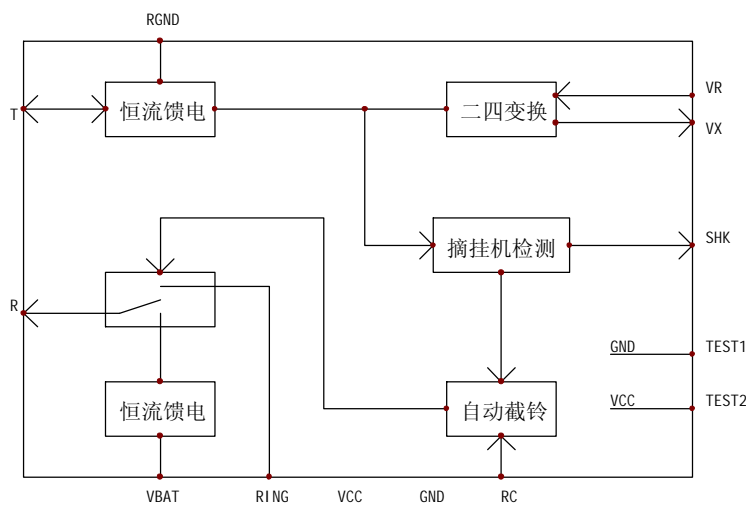 RGND
T
恒流馈电
二四变换
VR
VX
摘挂机检测
SHK
R
GND
TEST1
恒流馈电
自动截铃
VCC
TEST2
VBAT
RING
VCC
GND
RC